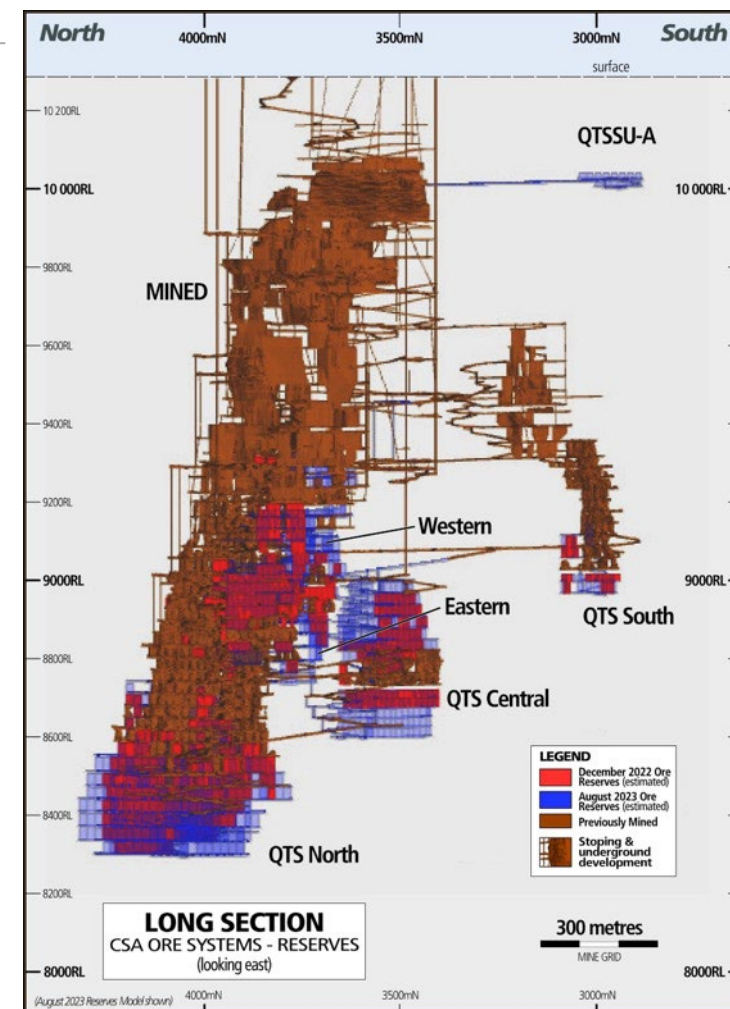 North
4000mN
3500mN
3000mN
South
surface
10 200RL
QTSSU-A
10 000RL
10 000RL
MINED
9800RL
9600RL
9400RL
9200RL
Western
9000RL
9000RL
Eastern
QTS South
8800RL
QTS Central
8600RL
LEGEND
December 2022 Ore
Reserves (estimated)
August 2023 Ore
Reserves (estimated)
Previously Mined
Stoping &
underground
development
8400RL
QTS North
8200RL
LONG SECTION
CSA ORE SYSTEMS - RESERVES
(looking east)
300 metres
MINE GRID
8000RL
8000RL
(August 2023 Reserves Model shown)
4000mN
3500mN
3000mN